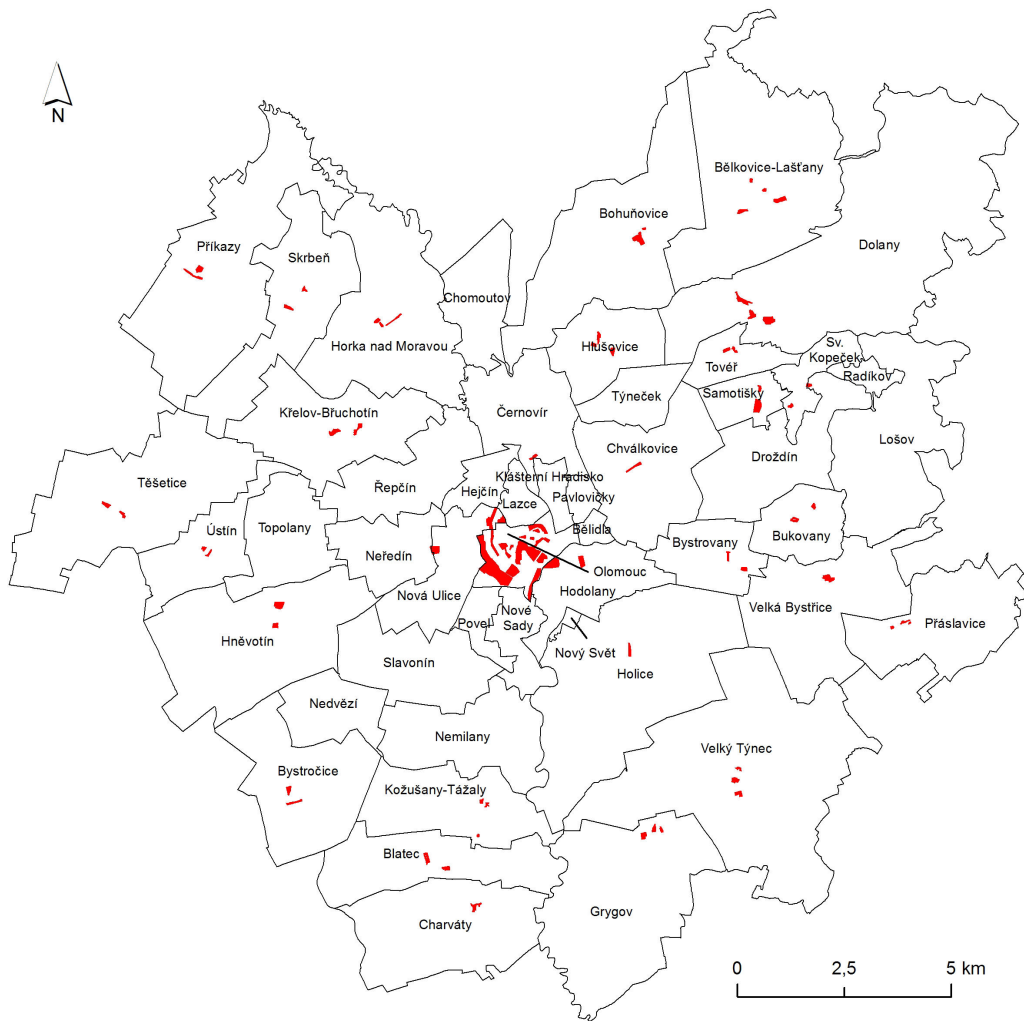 N
Bělkovice-Lašťany
Bohuňovice
Dolany
Příkazy
Skrbeň
Chomoutov
Horka nad Moravou
Hlušovice
Sv.
Kopeček
Tovéř
Radíkov
Samotišky
Týneček
Křelov-Břuchotín
Černovír
Chválkovice
Lošov
Droždín
Klášterní Hradisko
Těšetice
Řepčín
Hejčín
Pavlovičky
Lazce
Ústín
Topolany
Bělidla
Bukovany
Bystrovany
Neředín
Olomouc
Hodolany
Nová Ulice
Velká Bystřice
Nové
Sady
Povel
Přáslavice
Hněvotín
Nový Svět
Slavonín
Holice
Nedvězí
Nemilany
Velký Týnec
Bystročice
Kožušany-Tážaly
Blatec
Grygov
Charváty
0
2,5
5 km